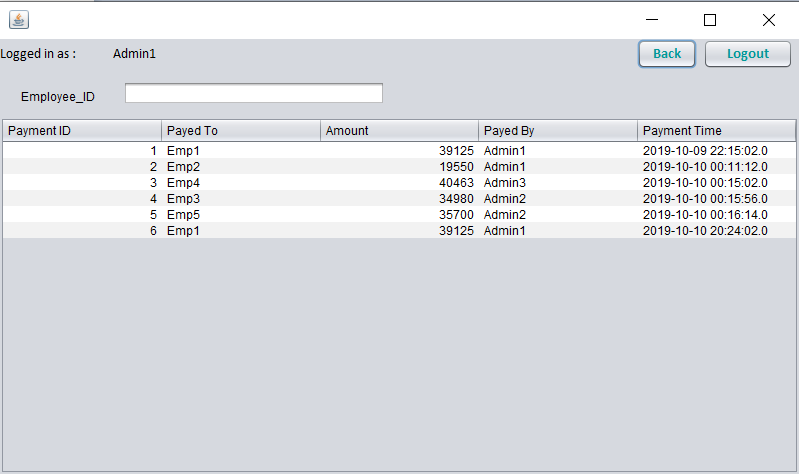 Logged in as : Admin1 Back Logout
Employee_ID
Payment ID Payed To Amount Payed By Payment Time
1 Emp1 39125 Admin1 2019-10-09 22:15:02.0
2 Emp2 19550 Admin1 2019-10-10 00:11:12.0
3 Emp4 40463 Admin3 2019-10-10 00:15:02.0
4 Emp3 34980 Admin2 2019-10-10 00:15:56.0
5 Emp5 35700 Admin2 2019-10-10 00:16:14.0
6 Emp1 39125 Admin1 2019-10-10 20:24:02.0